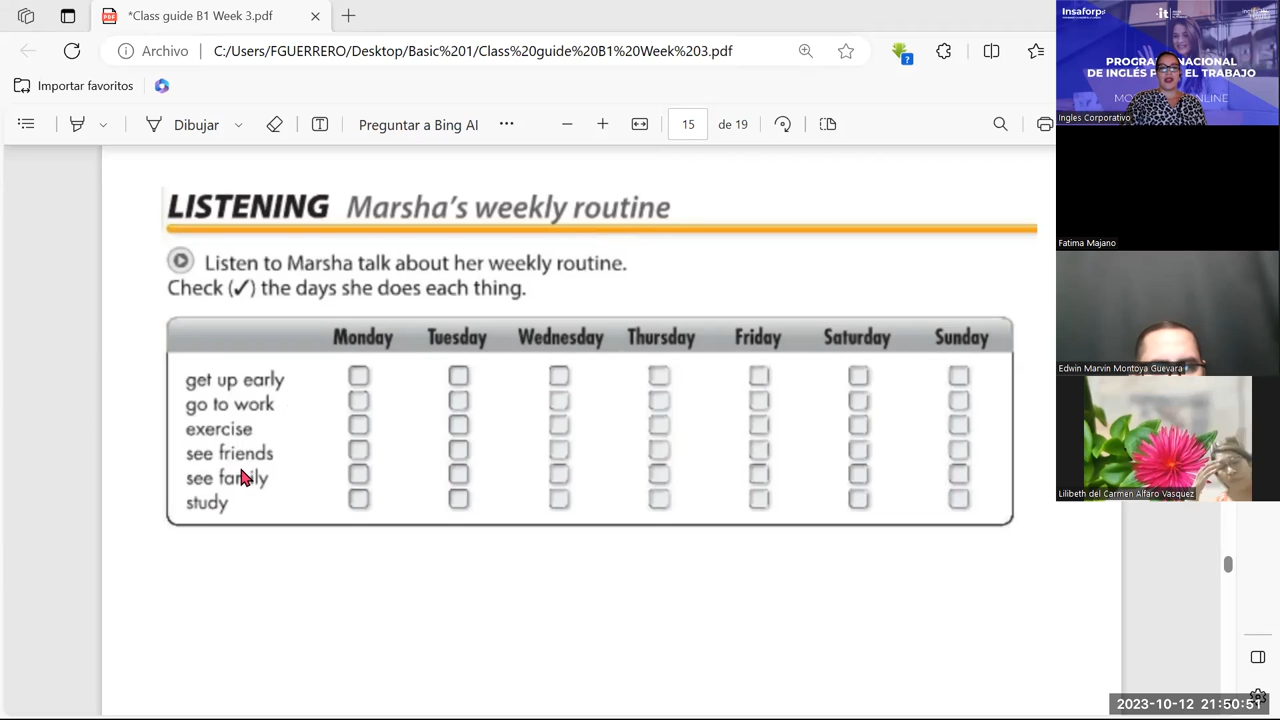 *Class guide B1 Week 3.pdf
Archivo
C:/Users/FGUERRERO/Desktop/Basic%201/Class%20guide%20B1%20Week%203.pdf
Importar favoritos
Dibujar
Preguntar a Bing AI
15
de 19
LISTENING Marsha's weekly routine
Listen to Marsha talk about her weekly routine.
Check (✓) the days she does each thing.
Monday Tuesday Wednesday Thursday Friday Saturday Sunday
get up early
go to work
exercise
see friends
see family
study
Insaforp
it
Ingles Corporativo
Fatima Majano
Edwin Marvin Montoya Guevara
Lilibeth del Carmen Alfaro Vasquez
2023-10-12 21:50:51